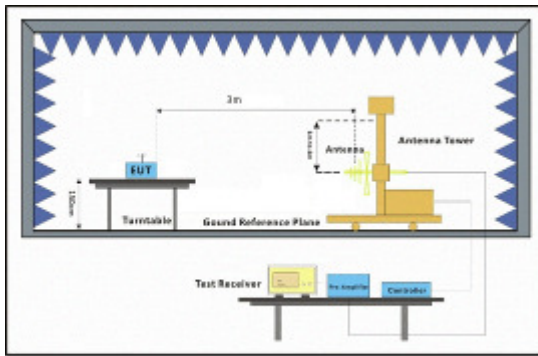 3m
Antenna
Antenna Tower
EUT
Turntable
Gound Reference Plane
Test Receiver
Pre Amplifier
Controller